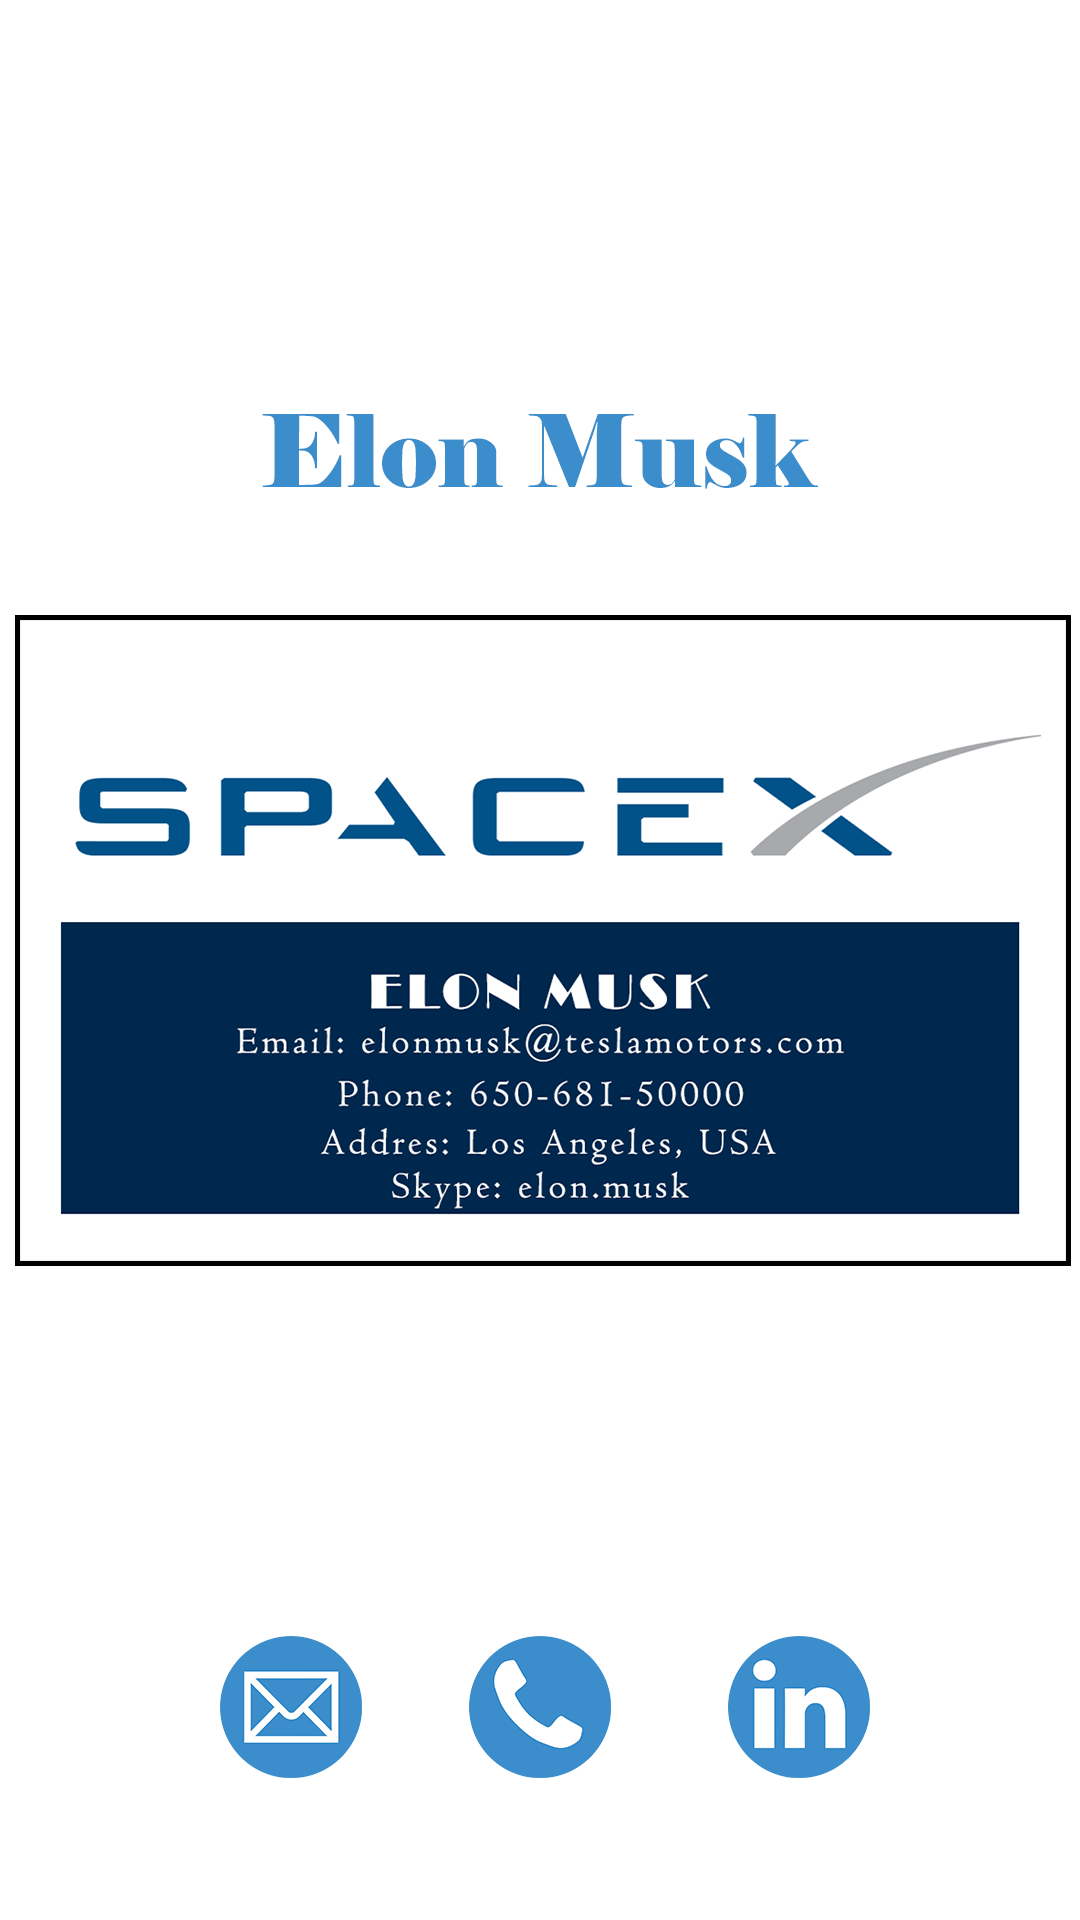 Elon Musk
SPACEX
ELON MUSK
Email: elonmusk@teslamotors.com
Phone: 650-681-50000
Addres: Los Angeles, USA
Skype: elon.musk
in